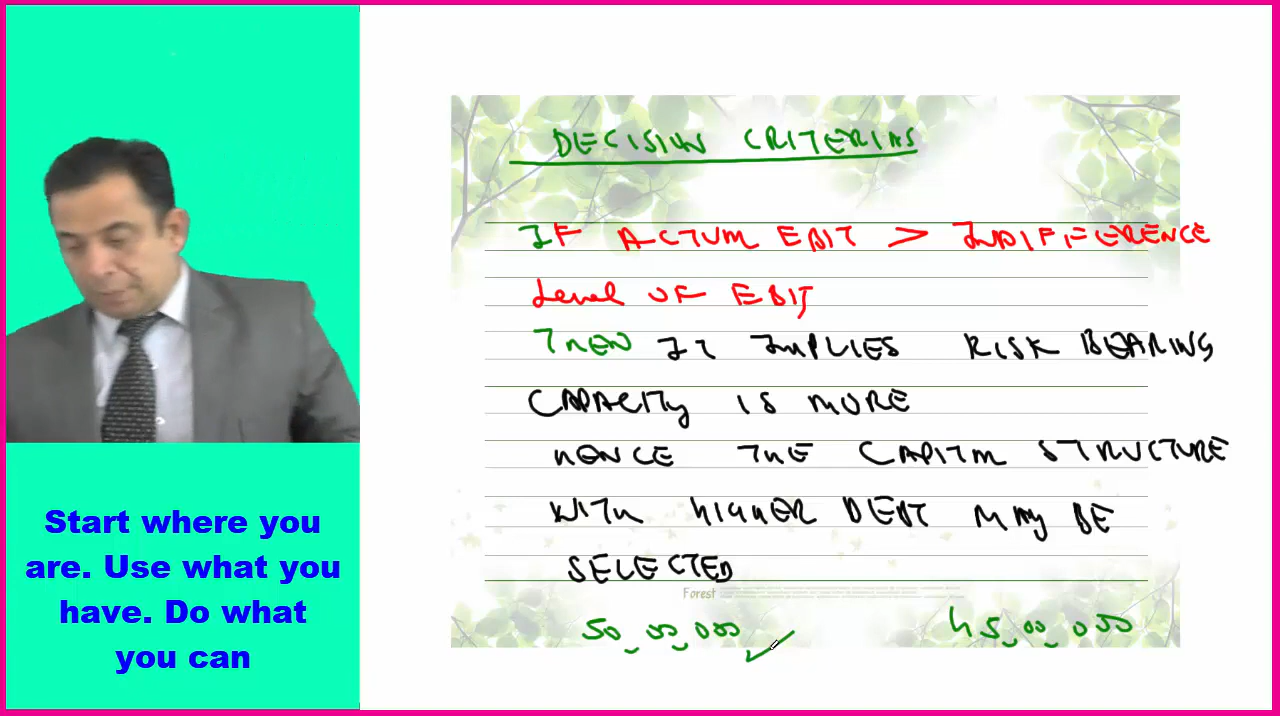 Start where you
are. Use what you
have. Do what
you can
DECISION CRITERIAS
IF ACTUAL EBIT > INDIFFERENCE
Level OF EBIT
THEN IT IMPLIES RISK BEARING
CAPACITY IS MORE
HENCE THE CAPITAL STRUCTURE
WITH HIGHER DEBT MAY BE
SELECTED
Forest
50,00,000 ✓ 45,00,000